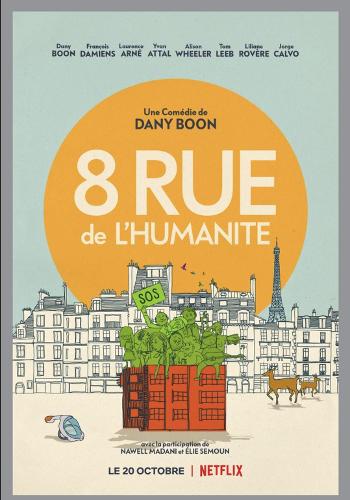 Dany François Laurence Yvan Alison Tom Liliane Jorge
BOON DAMIENS ARNÉ ATTAL WHEELER LEEB ROVÈRE CALVO
Une Comédie de
DANY BOON
8 RUE
de L'HUMANITE
SOS
avec la participation de
NAWELL MADANI et ÉLIE SEMOUN
LE 20 OCTOBRE | NETFLIX